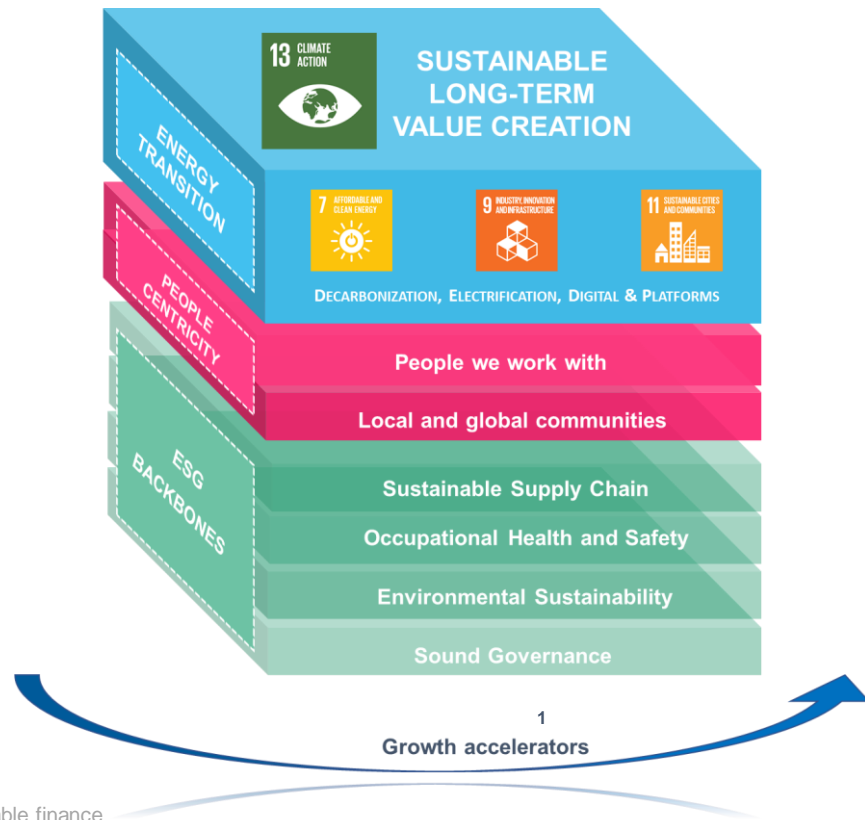 13 CLIMATE
ACTION
SUSTAINABLE
LONG-TERM
VALUE CREATION
ENERGY
TRANSITION
7 AFFORDABLE AND
CLEAN ENERGY
9 INDUSTRY, INNOVATION
AND INFRASTRUCTURE
11 SUSTAINABLE CITIES
AND COMMUNITIES
DECARBONIZATION, ELECTRIFICATION, DIGITAL & PLATFORMS
PEOPLE
CENTRICITY
People we work with
Local and global communities
ESG
BACKBONES
Sustainable Supply Chain
Occupational Health and Safety
Environmental Sustainability
Sound Governance
1
Growth accelerators
finance